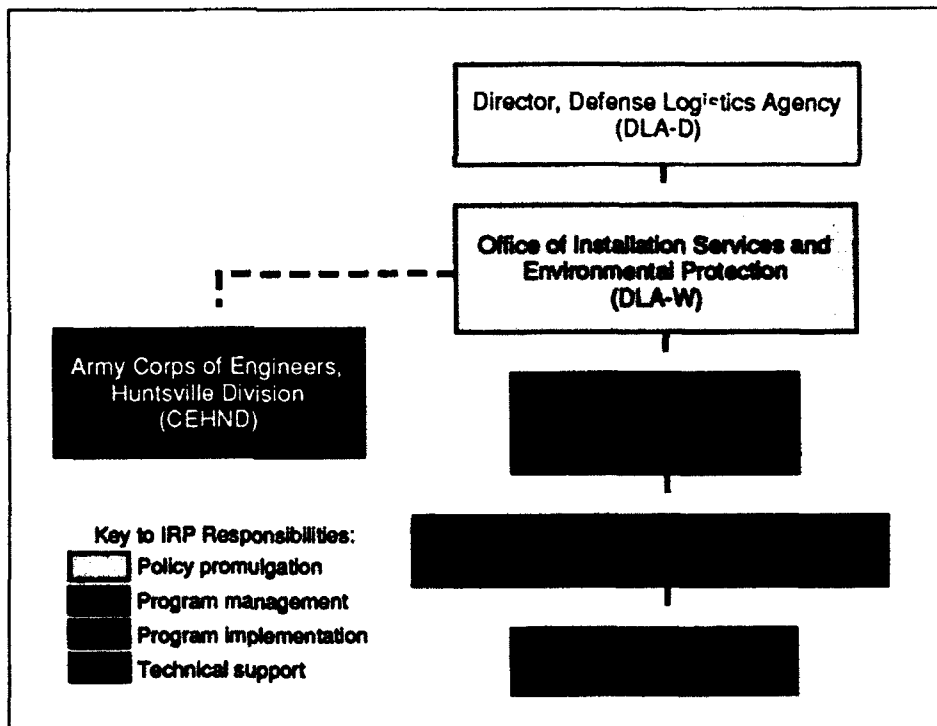 Director, Defense Logistics Agency
(DLA-D)
Office of Installation Services and
Environmental Protection
(DLA-W)
Army Corps of Engineers,
Huntsville Division
(CEHND)
Key to IRP Responsibilities:
Policy promulgation
Program management
Program implementation
Technical support